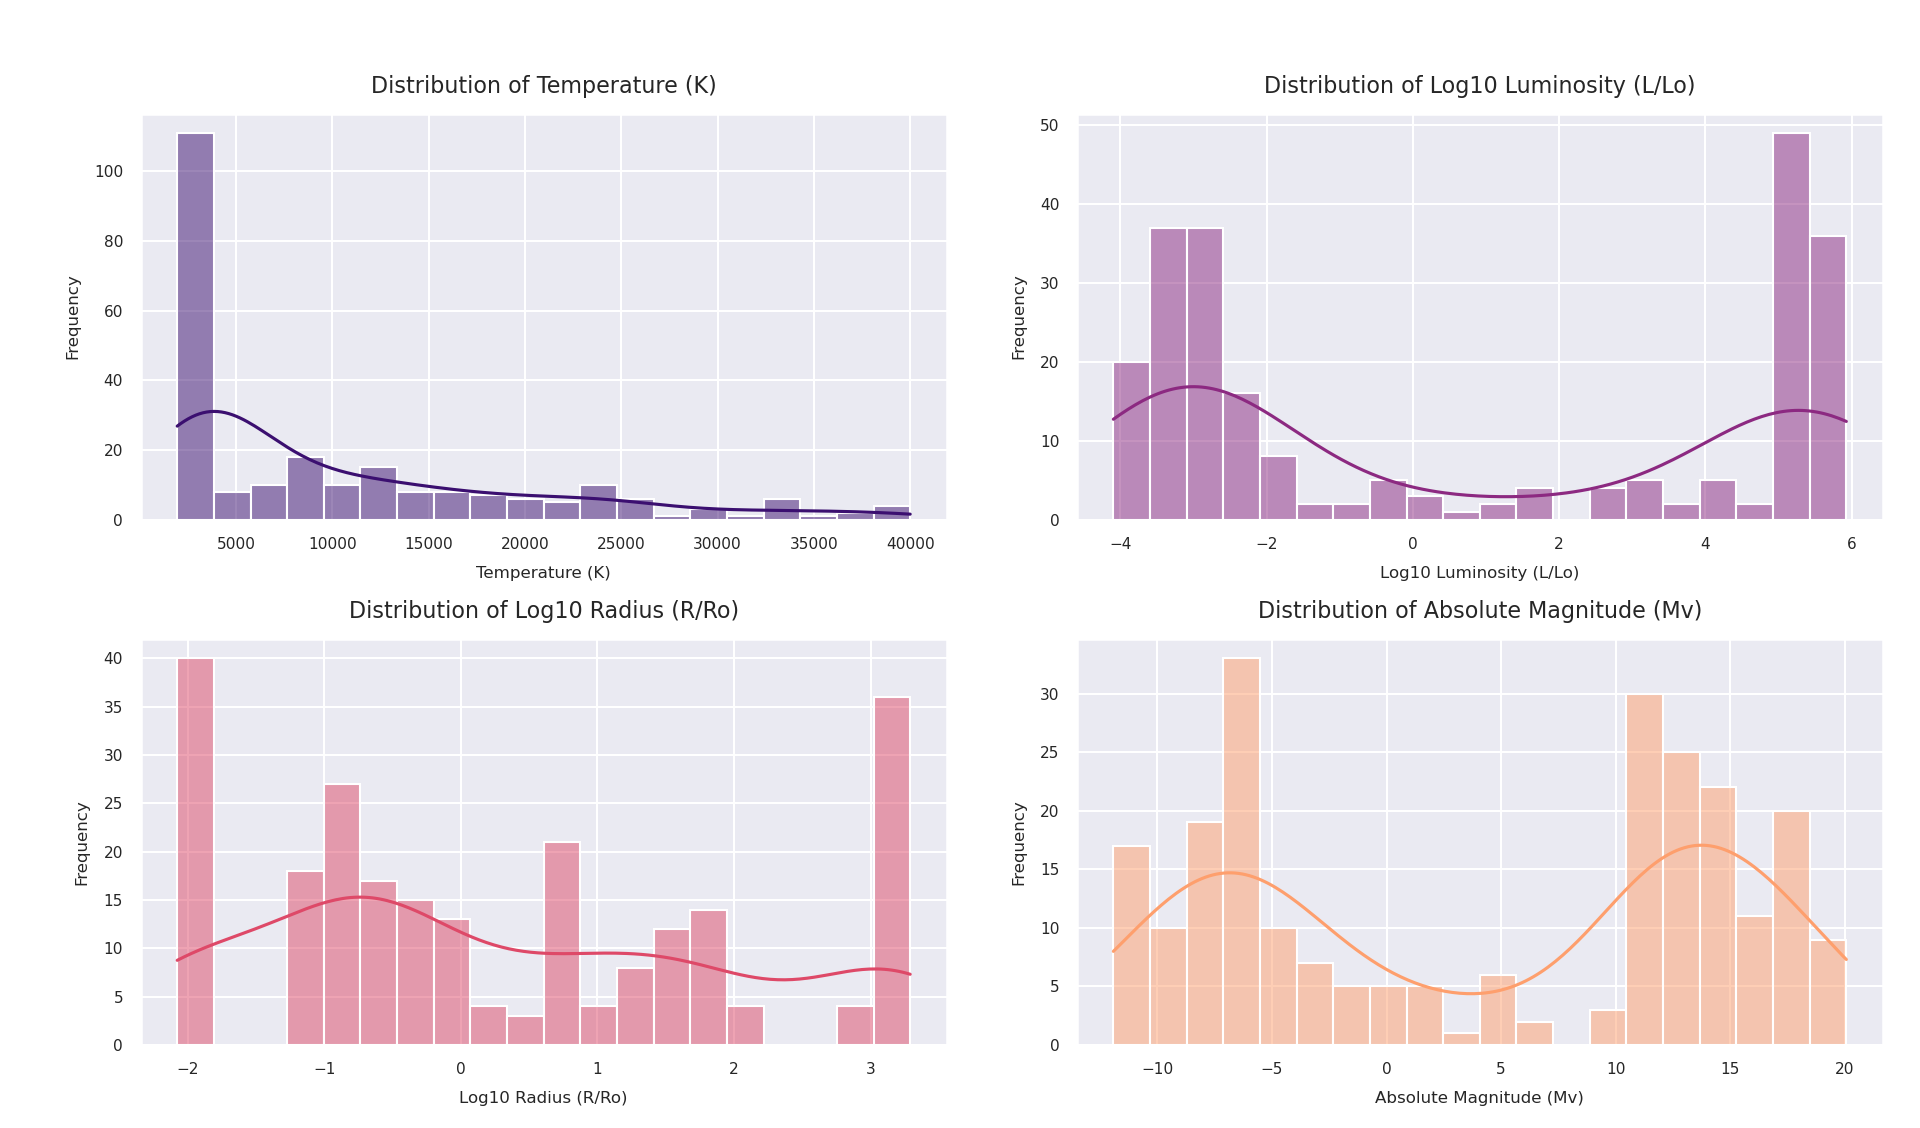 Distribution of Temperature (K)
100
80
60
40
20
0
Frequency
5000 10000 15000 20000 25000 30000 35000 40000
Temperature (K)
Distribution of Log10 Luminosity (L/Lo)
50
40
30
20
10
0
Frequency
−4 −2 0 2 4 6
Log10 Luminosity (L/Lo)
Distribution of Log10 Radius (R/Ro)
40
35
30
25
20
15
10
5
0
Frequency
−2 −1 0 1 2 3
Log10 Radius (R/Ro)
Distribution of Absolute Magnitude (Mv)
30
25
20
15
10
5
0
Frequency
−10 −5 0 5 10 15 20
Absolute Magnitude (Mv)